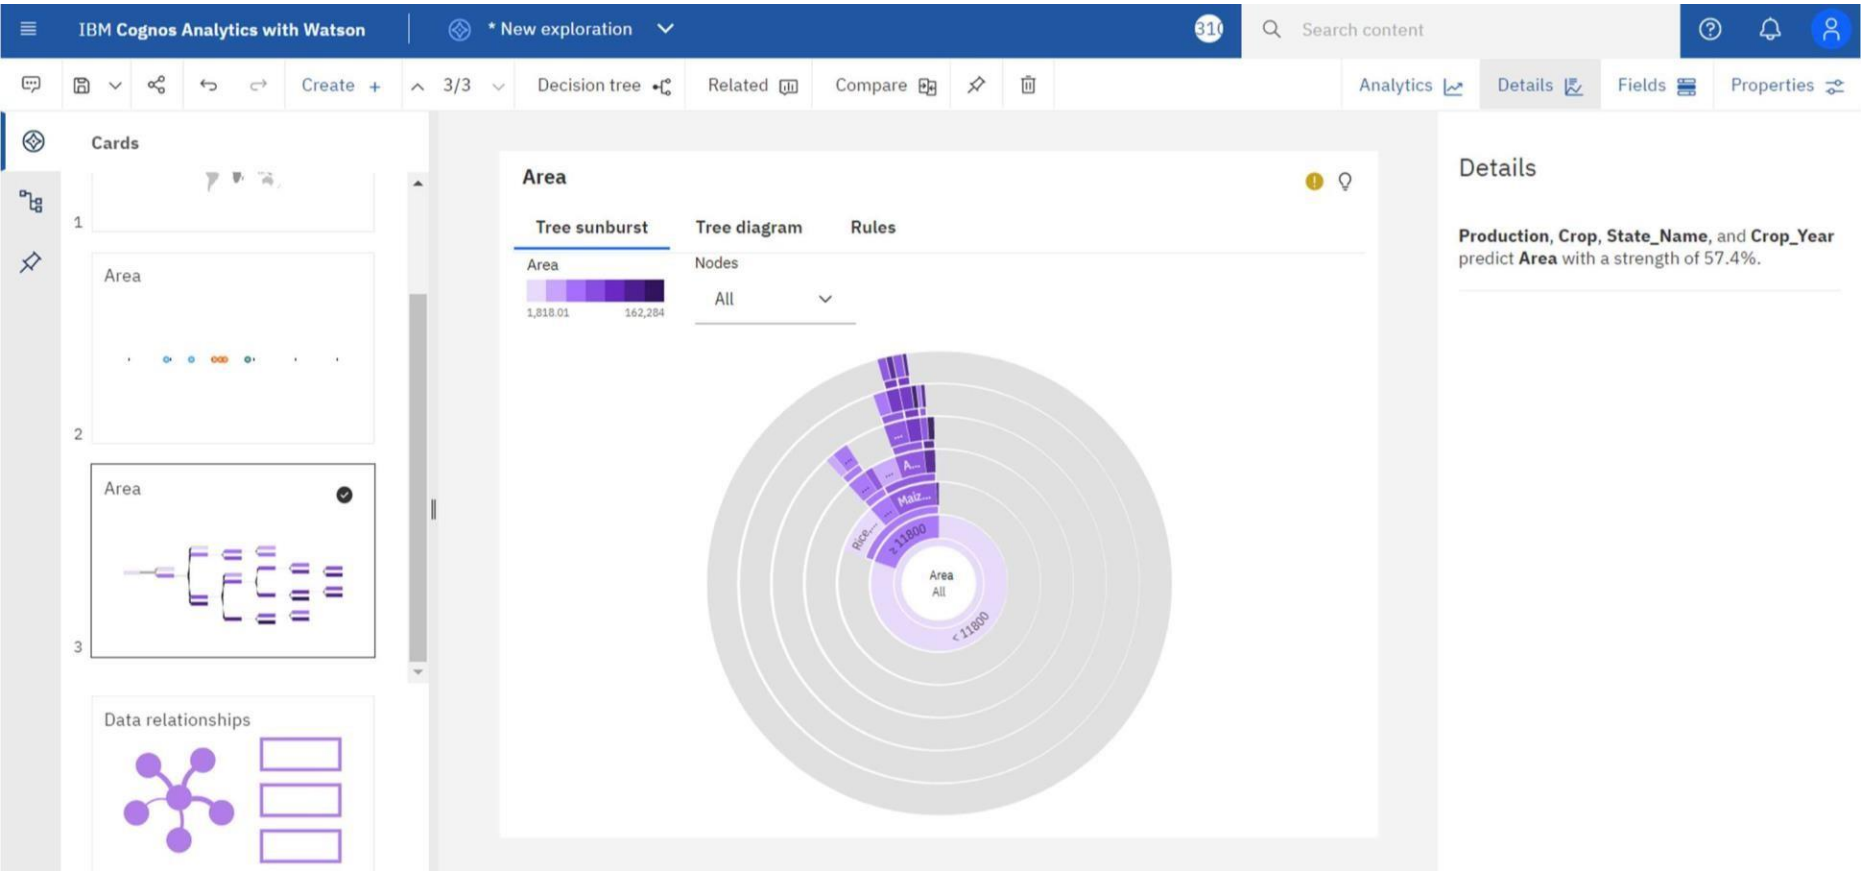 IBM Cognos Analytics with Watson
* New exploration
310
Search content
Create +
3/3
Decision tree
Related
Compare
Analytics
Details
Fields
Properties
Cards
1
Area
2
Area
3
Data relationships
Area
Tree sunburst
Tree diagram
Rules
Area
1,818.01
162,284
Nodes
All
A...
Maiz...
Rice,...
≥ 11800
Area
All
< 11800
Details
Production, Crop, State_Name, and Crop_Year
predict Area with a strength of 57.4%.